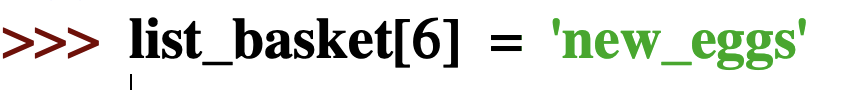 >>> list_basket[6] = 'new_eggs'